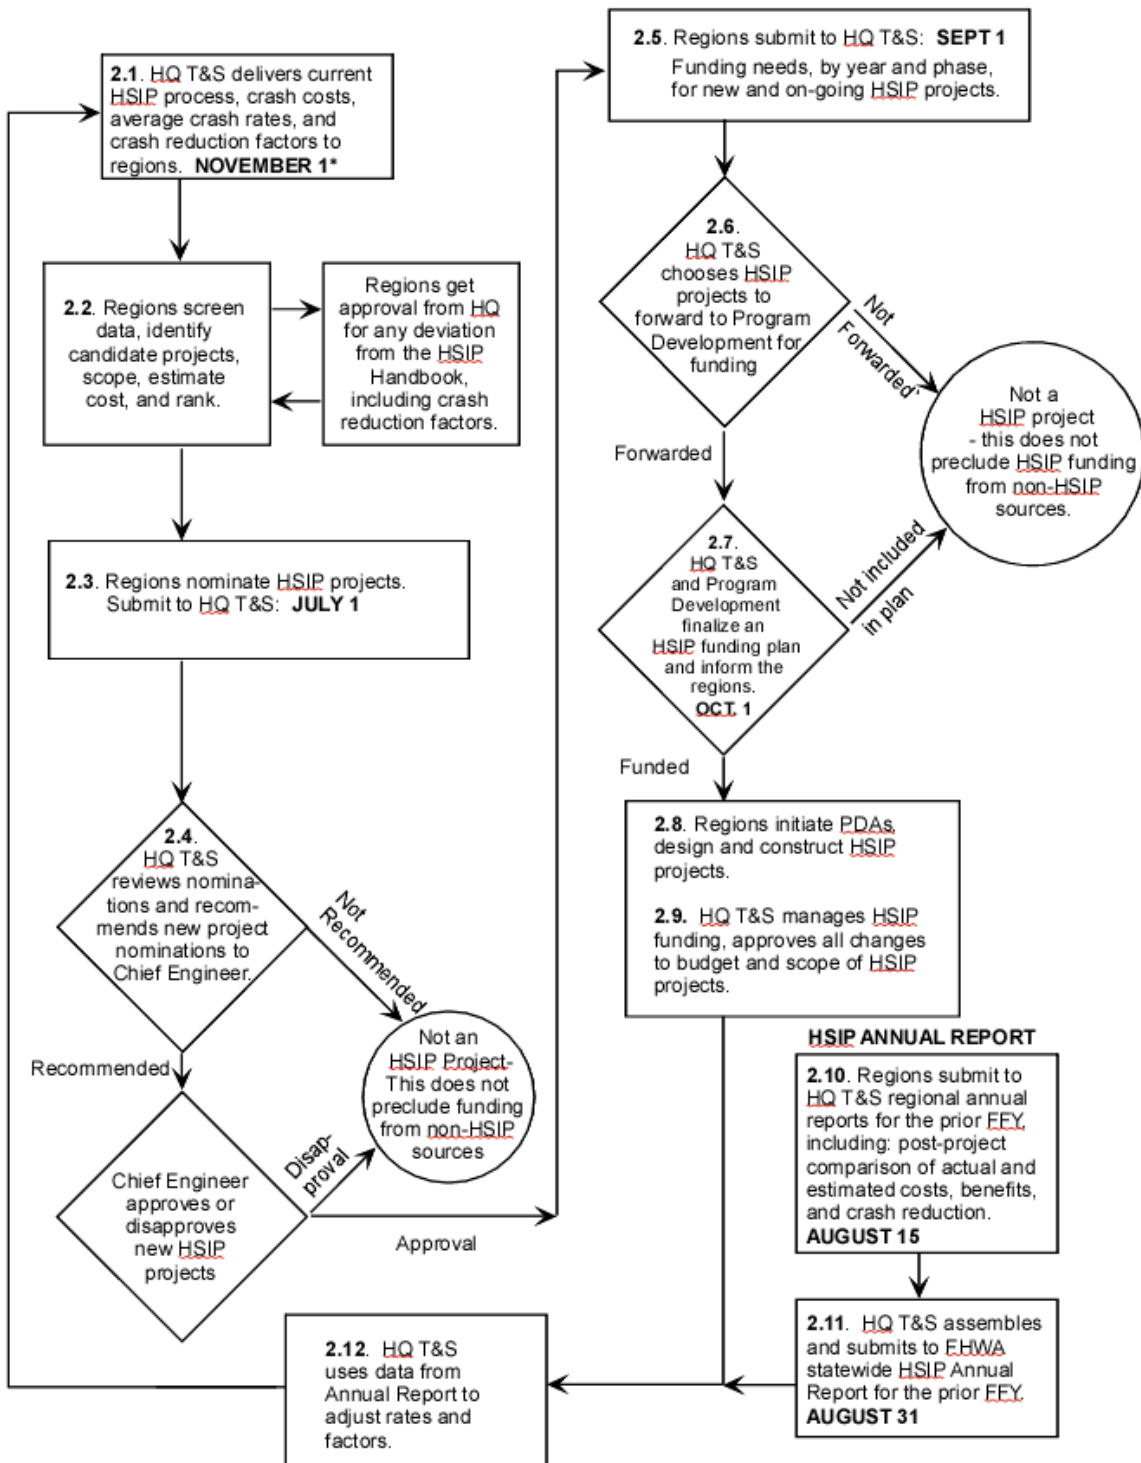 2.1. HQ T&S delivers current
HSIP process, crash costs,
average crash rates, and
crash reduction factors to
regions. NOVEMBER 1*
2.2. Regions screen
data, identify
candidate projects,
scope, estimate
cost, and rank.
Regions get
approval from HQ
for any deviation
from the HSIP
Handbook,
including crash
reduction factors.
2.3. Regions nominate HSIP projects.
Submit to HQ T&S: JULY 1
2.4.
HQ T&S
reviews nomina-
tions and recom-
mends new project
nominations to
Chief Engineer.
Not
Recommended
Recommended
Not an
HSIP Project-
This does not
preclude funding
from non-HSIP
sources
Chief Engineer
approves or
disapproves
new HSIP
projects
Disap-
proval
Approval
2.5. Regions submit to HQ T&S: SEPT 1
Funding needs, by year and phase,
for new and on-going HSIP projects.
2.6.
HQ T&S
chooses HSIP
projects to
forward to Program
Development for
funding
Not
Forwarded`
Forwarded
Not a
HSIP project
- this does not
preclude HSIP funding
from non-HSIP
sources.
2.7.
HQ T&S
and Program
Development
finalize an
HSIP funding plan
and inform the
regions.
OCT. 1
Not included
in plan
Funded
2.8. Regions initiate PDAs,
design and construct HSIP
projects.
2.9. HQ T&S manages HSIP
funding, approves all changes
to budget and scope of HSIP
projects.
HSIP ANNUAL REPORT
2.10. Regions submit to
HQ T&S regional annual
reports for the prior FFY,
including: post-project
comparison of actual and
estimated costs, benefits,
and crash reduction.
AUGUST 15
2.11. HQ T&S assembles
and submits to FHWA
statewide HSIP Annual
Report for the prior FFY.
AUGUST 31
2.12. HQ T&S
uses data from
Annual Report to
adjust rates and
factors.